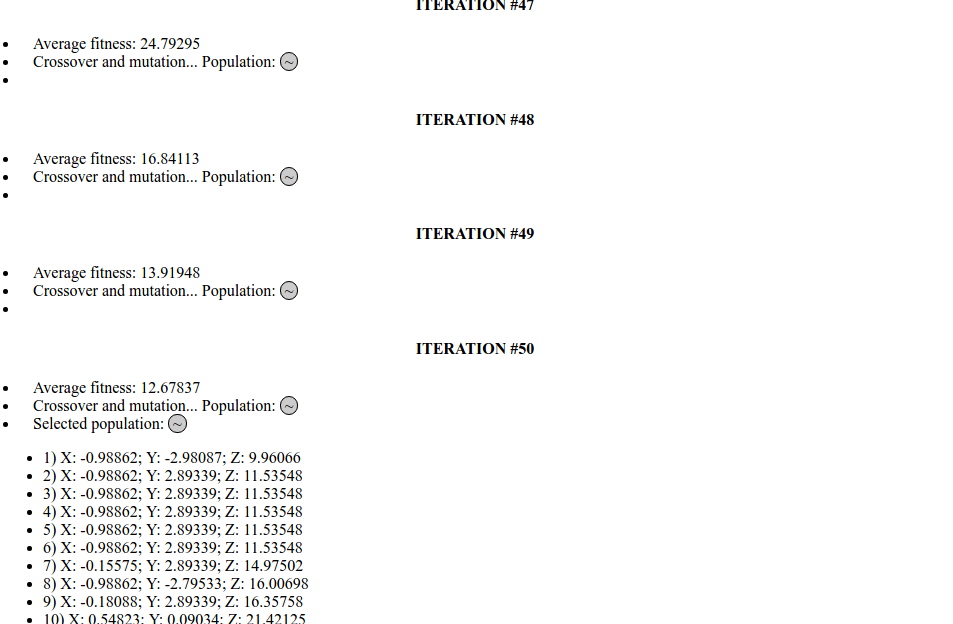 ITERATION #47
Average fitness: 24.79295
Crossover and mutation... Population: ~
ITERATION #48
Average fitness: 16.84113
Crossover and mutation... Population: ~
ITERATION #49
Average fitness: 13.91948
Crossover and mutation... Population: ~
ITERATION #50
Average fitness: 12.67837
Crossover and mutation... Population: ~
Selected population: ~
1) X: -0.98862; Y: -2.98087; Z: 9.96066
2) X: -0.98862; Y: 2.89339; Z: 11.53548
3) X: -0.98862; Y: 2.89339; Z: 11.53548
4) X: -0.98862; Y: 2.89339; Z: 11.53548
5) X: -0.98862; Y: 2.89339; Z: 11.53548
6) X: -0.98862; Y: 2.89339; Z: 11.53548
7) X: -0.15575; Y: 2.89339; Z: 14.97502
8) X: -0.98862; Y: -2.79533; Z: 16.00698
9) X: -0.18088; Y: 2.89339; Z: 16.35758
10) X: 0.54823; Y: 0.09034; Z: 21.42125